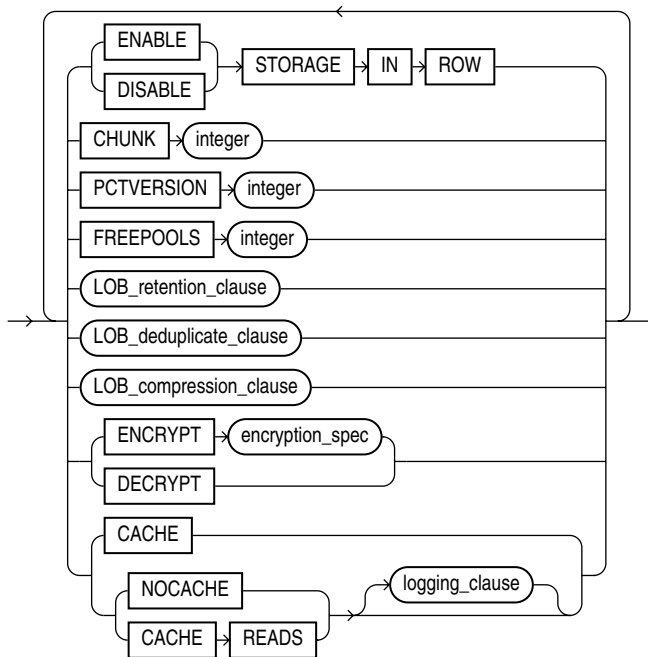 ENABLE
DISABLE
STORAGE IN ROW
CHUNK integer
PCTVERSION integer
FREEPOOLS integer
LOB_retention_clause
LOB_deduplicate_clause
LOB_compression_clause
ENCRYPT encryption_spec
DECRYPT
CACHE
NOCACHE
CACHE READS
logging_clause